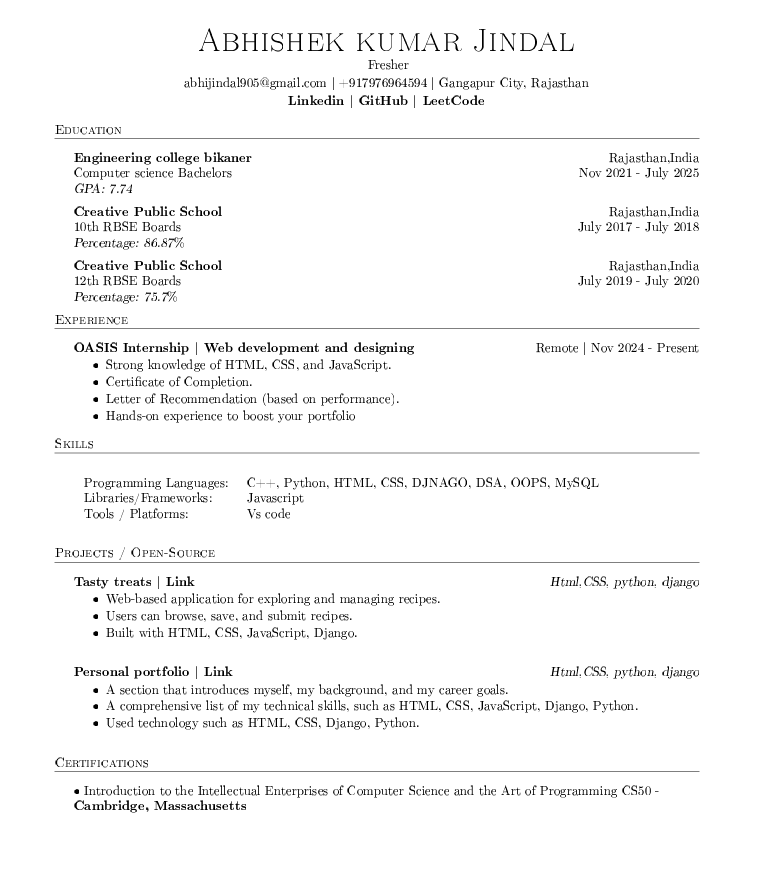 Abhishek kumar Jindal
Fresher
abhijindal905@gmail.com | +917976964594 | Gangapur City, Rajasthan
Linkedin | GitHub | LeetCode
Education
Engineering college bikaner Rajasthan,India
Computer science Bachelors Nov 2021 - July 2025
GPA: 7.74
Creative Public School Rajasthan,India
10th RBSE Boards July 2017 - July 2018
Percentage: 86.87%
Creative Public School Rajasthan,India
12th RBSE Boards July 2019 - July 2020
Percentage: 75.7%
Experience
OASIS Internship | Web development and designing Remote | Nov 2024 - Present
• Strong knowledge of HTML, CSS, and JavaScript.
• Certificate of Completion.
• Letter of Recommendation (based on performance).
• Hands-on experience to boost your portfolio
Skills
Programming Languages: C++, Python, HTML, CSS, DJNAGO, DSA, OOPS, MySQL
Libraries/Frameworks: Javascript
Tools / Platforms: Vs code
Projects / Open-Source
Tasty treats | Link Html,CSS, python, django
• Web-based application for exploring and managing recipes.
• Users can browse, save, and submit recipes.
• Built with HTML, CSS, JavaScript, Django.
Personal portfolio | Link Html,CSS, python, django
• A section that introduces myself, my background, and my career goals.
• A comprehensive list of my technical skills, such as HTML, CSS, JavaScript, Django, Python.
• Used technology such as HTML, CSS, Django, Python.
Certifications
• Introduction to the Intellectual Enterprises of Computer Science and the Art of Programming CS50 -
Cambridge, Massachusetts